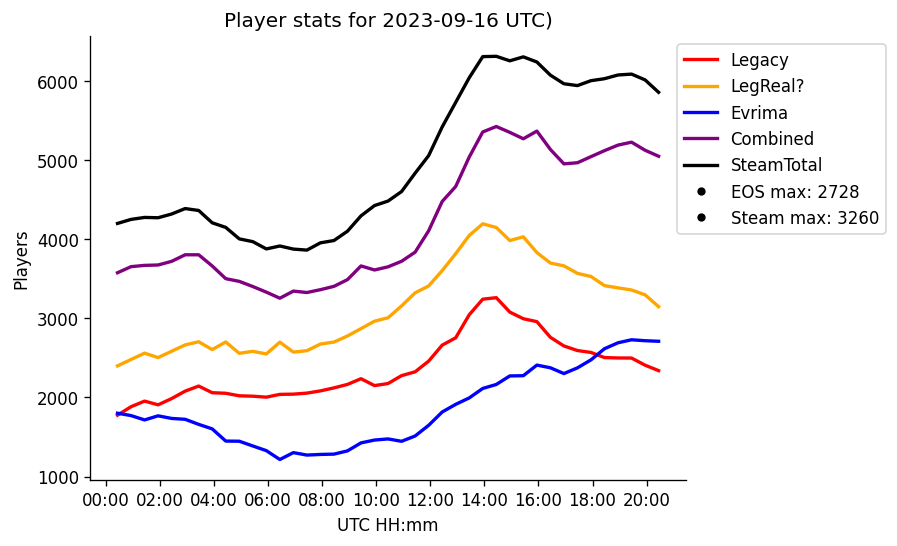 Player stats for 2023-09-16 UTC)
Players
6000
5000
4000
3000
2000
1000
00:00 02:00 04:00 06:00 08:00 10:00 12:00 14:00 16:00 18:00 20:00
UTC HH:mm
Legacy
LegReal?
Evrima
Combined
SteamTotal
EOS max: 2728
Steam max: 3260